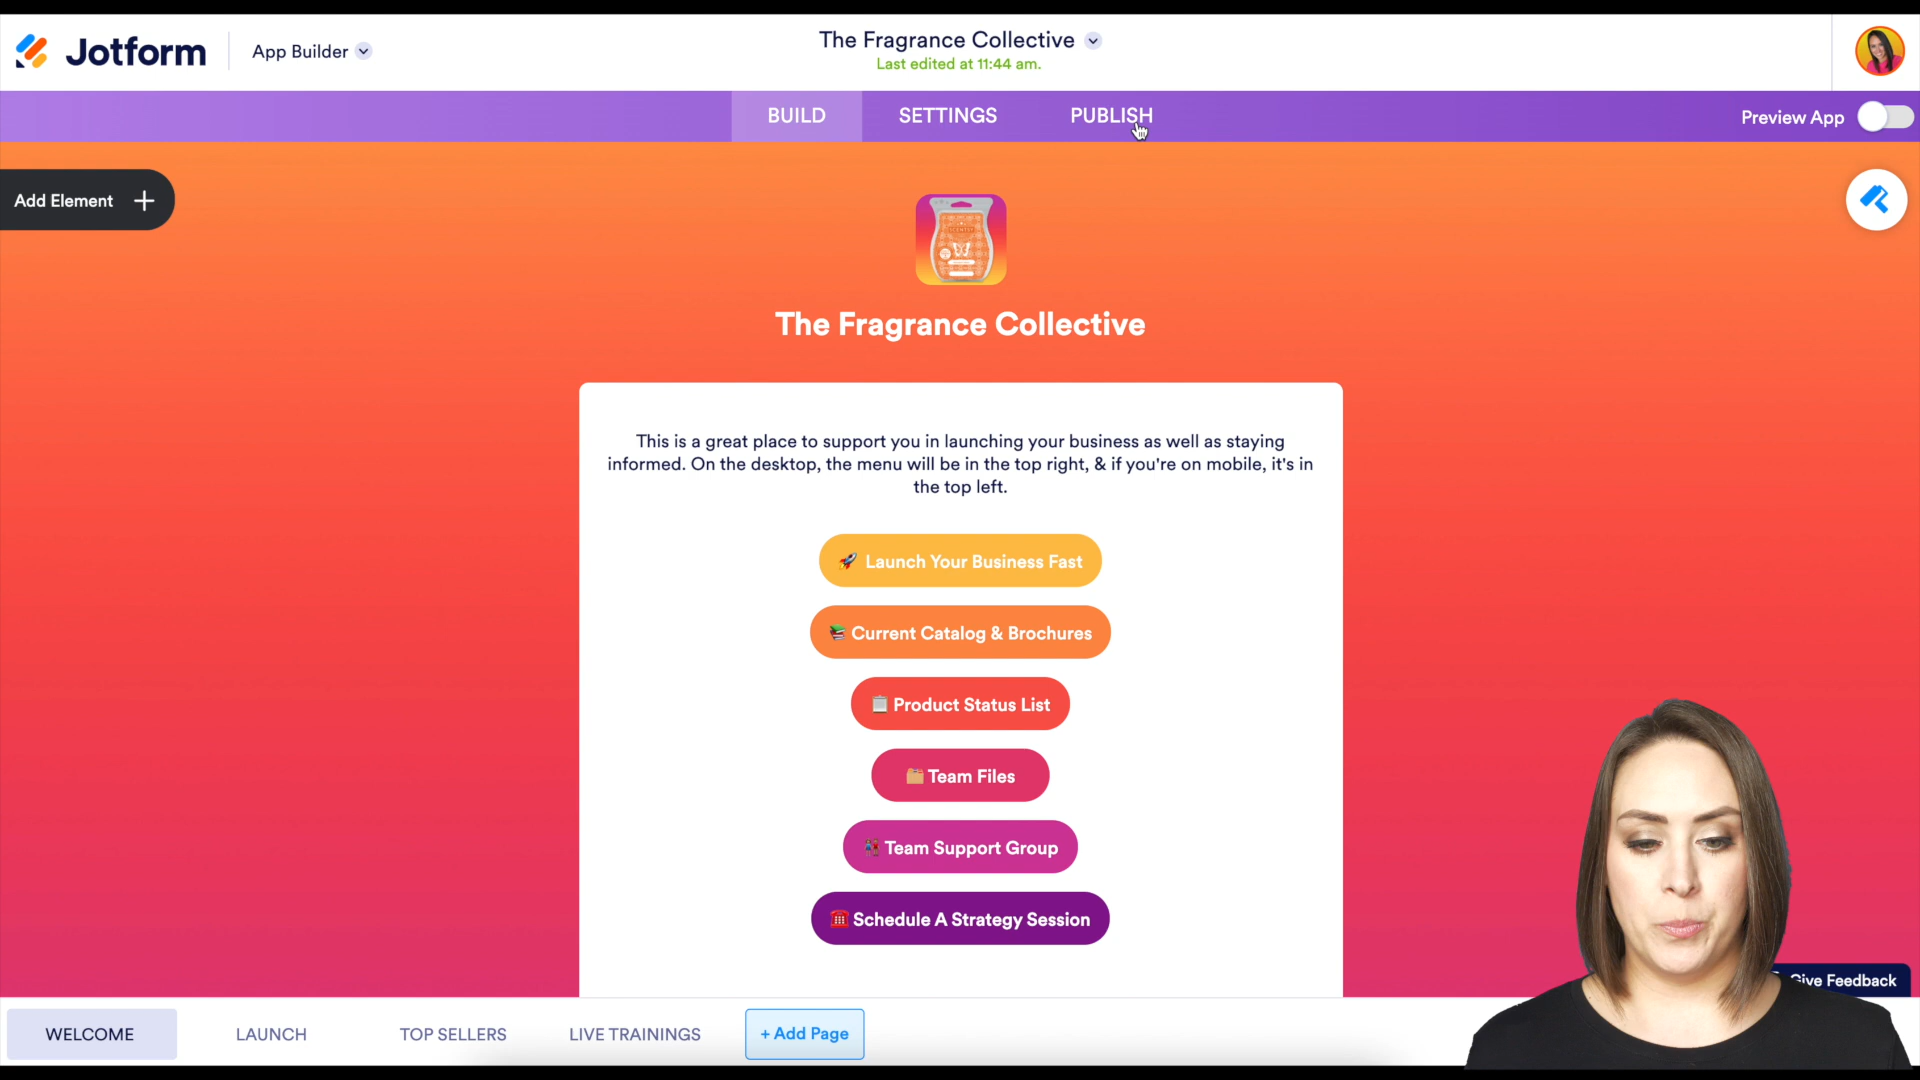 Jotform
App Builder
The Fragrance Collective
Last edited at 11:44 am.
BUILD
SETTINGS
PUBLISH
Preview App
Add Element
SCENTSY
The Fragrance Collective
This is a great place to support you in launching your business as well as staying
informed. On the desktop, the menu will be in the top right, & if you're on mobile, it's in
the top left.
🚀 Launch Your Business Fast
📚 Current Catalog & Brochures
📋 Product Status List
🗂️ Team Files
👫 Team Support Group
☎️ Schedule A Strategy Session
Give Feedback
WELCOME
LAUNCH
TOP SELLERS
LIVE TRAININGS
+ Add Page